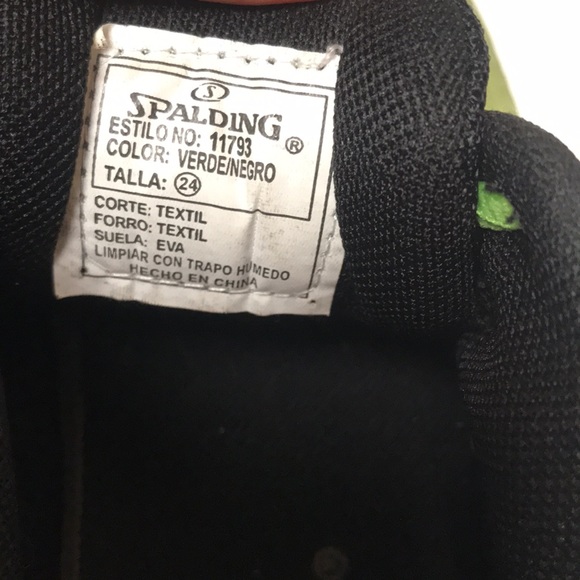 S
SPALDING ®
ESTILO NO: 11793
COLOR: VERDE/NEGRO
TALLA: 24
CORTE: TEXTIL
FORRO: TEXTIL
SUELA: EVA
LIMPIAR CON TRAPO HUMEDO
HECHO EN CHINA